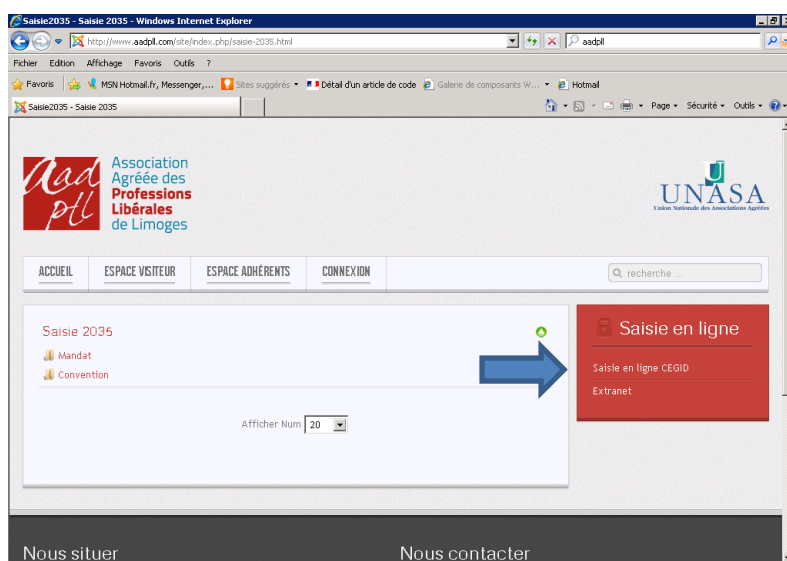 Saisie2035 - Saisie 2035 - Windows Internet Explorer
http://www.aadpll.com/site/index.php/saisie-2035.html
aadpll
Fichier Edition Affichage Favoris Outils ?
Favoris MSN Hotmail.fr, Messenger,... Sites suggérés Détail d'un article de code Galerie de composants W... Hotmail
Saisie2035 - Saisie 2035
Page Sécurité Outils
aad
pll
Association
Agréée des
Professions
Libérales
de Limoges
UNASA
Union Nationale des Associations Agréées
ACCUEIL ESPACE VISITEUR ESPACE ADHÉRENTS CONNEXION
recherche ...
Saisie 2035
Mandat
Convention
Afficher Num 20
Saisie en ligne
Saisie en ligne CEGID
Extranet
Nous situer
Nous contacter